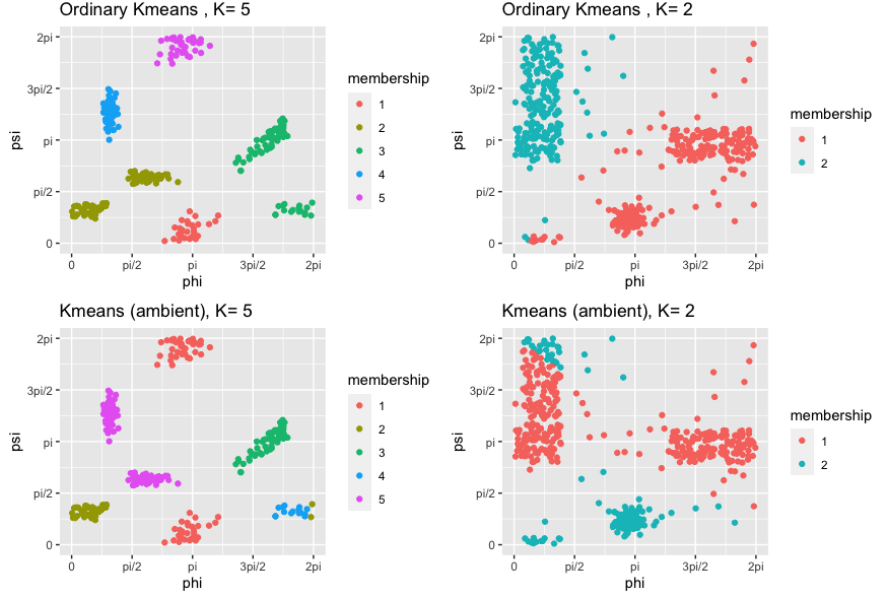 Ordinary Kmeans , K= 5
2pi
3pi/2
pi
pi/2
0
psi
0 pi/2 pi 3pi/2 2pi
phi
membership
1
2
3
4
5
Ordinary Kmeans , K= 2
2pi
3pi/2
pi
pi/2
0
psi
0 pi/2 pi 3pi/2 2pi
phi
membership
1
2
Kmeans (ambient), K= 5
2pi
3pi/2
pi
pi/2
0
psi
0 pi/2 pi 3pi/2 2pi
phi
membership
1
2
3
4
5
Kmeans (ambient), K= 2
2pi
3pi/2
pi
pi/2
0
psi
0 pi/2 pi 3pi/2 2pi
phi
membership
1
2